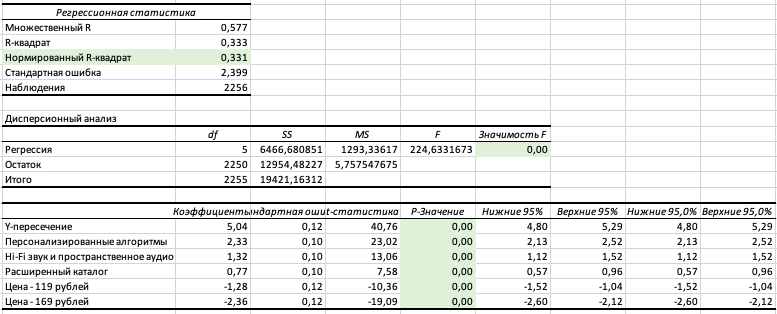 Регрессионная статистика
Множественный R 0,577
R-квадрат 0,333
Нормированный R-квадрат 0,331
Стандартная ошибка 2,399
Наблюдения 2256
Дисперсионный анализ
df SS MS F Значимость F
Регрессия 5 6466,680851 1293,33617 224,6331673 0,00
Остаток 2250 12954,48227 5,757547675
Итого 2255 19421,16312
Коэффициенты ндартная оши t-статистика P-Значение Нижние 95% Верхние 95% Нижние 95,0% Верхние 95,0%
Y-пересечение 5,04 0,12 40,76 0,00 4,80 5,29 4,80 5,29
Персонализированные алгоритмы 2,33 0,10 23,02 0,00 2,13 2,52 2,13 2,52
Hi-Fi звук и пространственное аудио 1,32 0,10 13,06 0,00 1,12 1,52 1,12 1,52
Расширенный каталог 0,77 0,10 7,58 0,00 0,57 0,96 0,57 0,96
Цена - 119 рублей -1,28 0,12 -10,36 0,00 -1,52 -1,04 -1,52 -1,04
Цена - 169 рублей -2,36 0,12 -19,09 0,00 -2,60 -2,12 -2,60 -2,12